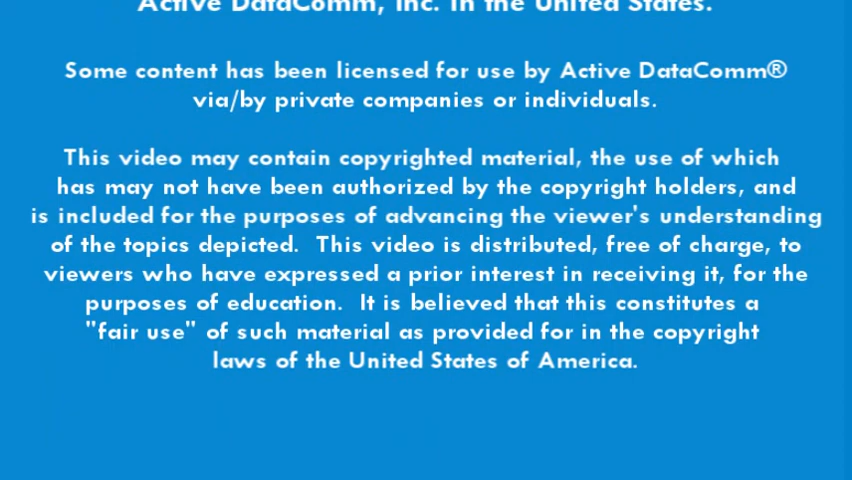 Active DataComm, Inc. in the United States.
Some content has been licensed for use by Active DataComm®
via/by private companies or individuals.
This video may contain copyrighted material, the use of which
has may not have been authorized by the copyright holders, and
is included for the purposes of advancing the viewer's understanding
of the topics depicted.  This video is distributed, free of charge, to
viewers who have expressed a prior interest in receiving it, for the
purposes of education.  It is believed that this constitutes a
"fair use" of such material as provided for in the copyright
laws of the United States of America.